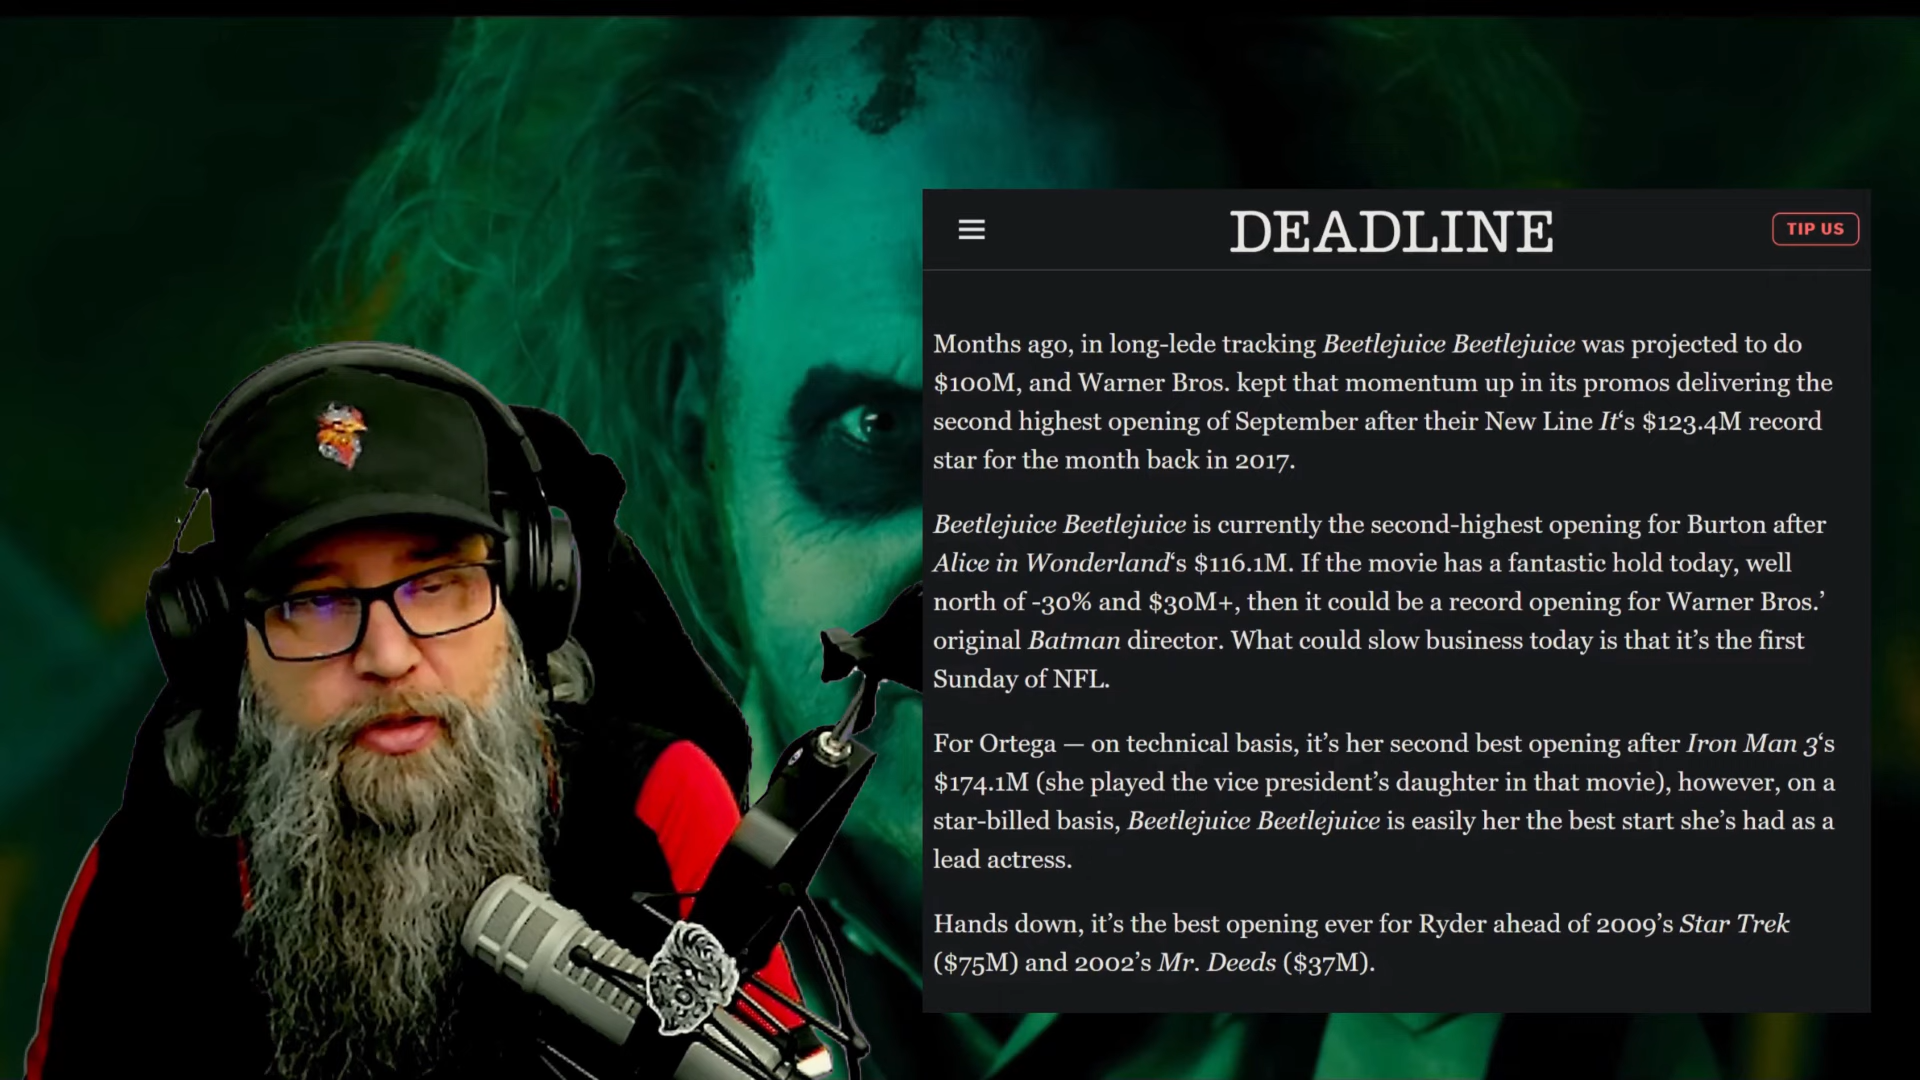 DEADLINE
TIP US
Months ago, in long-lede tracking Beetlejuice Beetlejuice was projected to do
$100M, and Warner Bros. kept that momentum up in its promos delivering the
second highest opening of September after their New Line It‘s $123.4M record
star for the month back in 2017.
Beetlejuice Beetlejuice is currently the second-highest opening for Burton after
Alice in Wonderland‘s $116.1M. If the movie has a fantastic hold today, well
north of -30% and $30M+, then it could be a record opening for Warner Bros.’
original Batman director. What could slow business today is that it’s the first
Sunday of NFL.
For Ortega — on technical basis, it’s her second best opening after Iron Man 3‘s
$174.1M (she played the vice president’s daughter in that movie), however, on a
star-billed basis, Beetlejuice Beetlejuice is easily her the best start she’s had as a
lead actress.
Hands down, it’s the best opening ever for Ryder ahead of 2009’s Star Trek
($75M) and 2002’s Mr. Deeds ($37M).